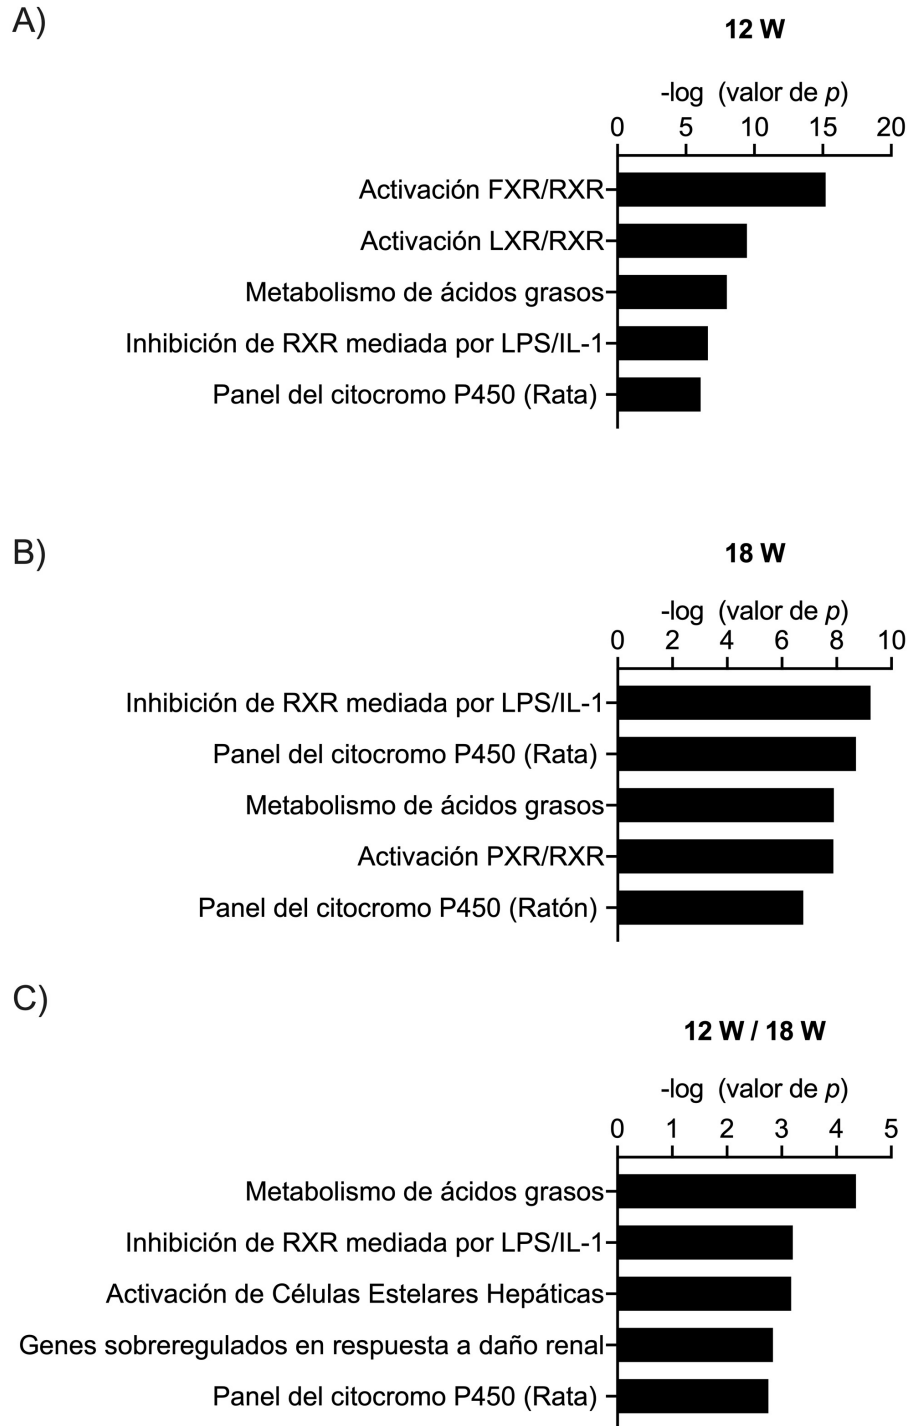 A)
12 W
-log (valor de p)
0 5 10 15 20
Activación FXR/RXR
Activación LXR/RXR
Metabolismo de ácidos grasos
Inhibición de RXR mediada por LPS/IL-1
Panel del citocromo P450 (Rata)
B)
18 W
-log (valor de p)
0 2 4 6 8 10
Inhibición de RXR mediada por LPS/IL-1
Panel del citocromo P450 (Rata)
Metabolismo de ácidos grasos
Activación PXR/RXR
Panel del citocromo P450 (Ratón)
C)
12 W / 18 W
-log (valor de p)
0 1 2 3 4 5
Metabolismo de ácidos grasos
Inhibición de RXR mediada por LPS/IL-1
Activación de Células Estelares Hepáticas
Genes sobreregulados en respuesta a daño renal
Panel del citocromo P450 (Rata)